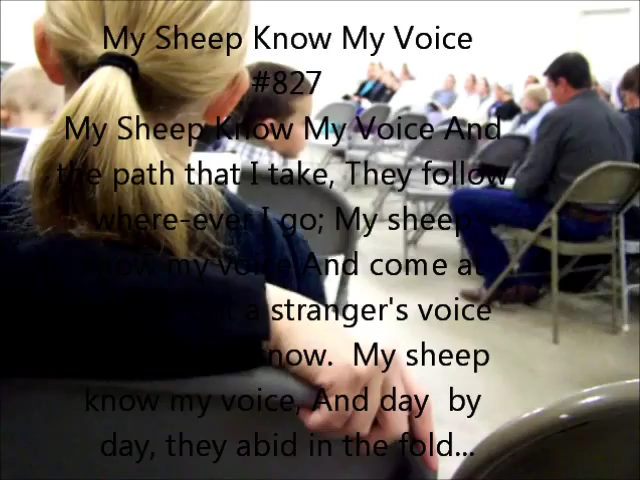 My Sheep Know My Voice
#827
My Sheep Know My Voice And
the path that I take, They follow
where-ever I go; My sheep
know my voice And come at
a stranger's voice
know. My sheep
know my voice, And day by
day, they abid in the fold...